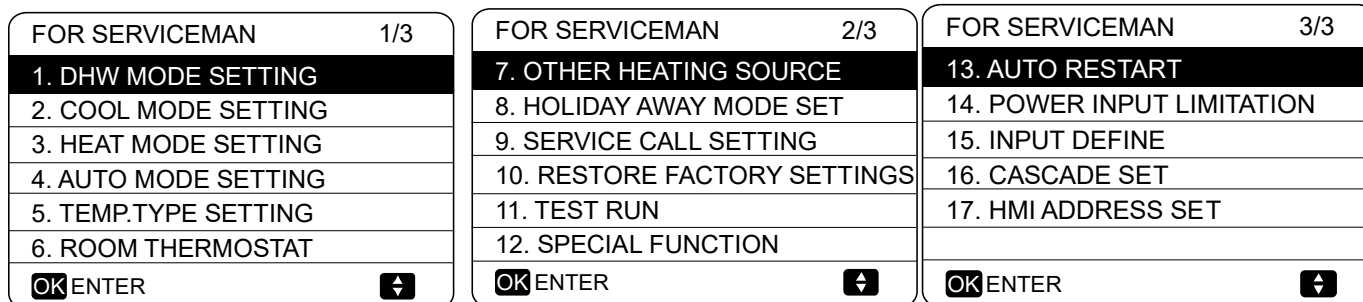 FOR SERVICEMAN 1/3
1. DHW MODE SETTING
2. COOL MODE SETTING
3. HEAT MODE SETTING
4. AUTO MODE SETTING
5. TEMP.TYPE SETTING
6. ROOM THERMOSTAT
OK ENTER
FOR SERVICEMAN 2/3
7. OTHER HEATING SOURCE
8. HOLIDAY AWAY MODE SET
9. SERVICE CALL SETTING
10. RESTORE FACTORY SETTINGS
11. TEST RUN
12. SPECIAL FUNCTION
OK ENTER
FOR SERVICEMAN 3/3
13. AUTO RESTART
14. POWER INPUT LIMITATION
15. INPUT DEFINE
16. CASCADE SET
17. HMI ADDRESS SET
OK ENTER